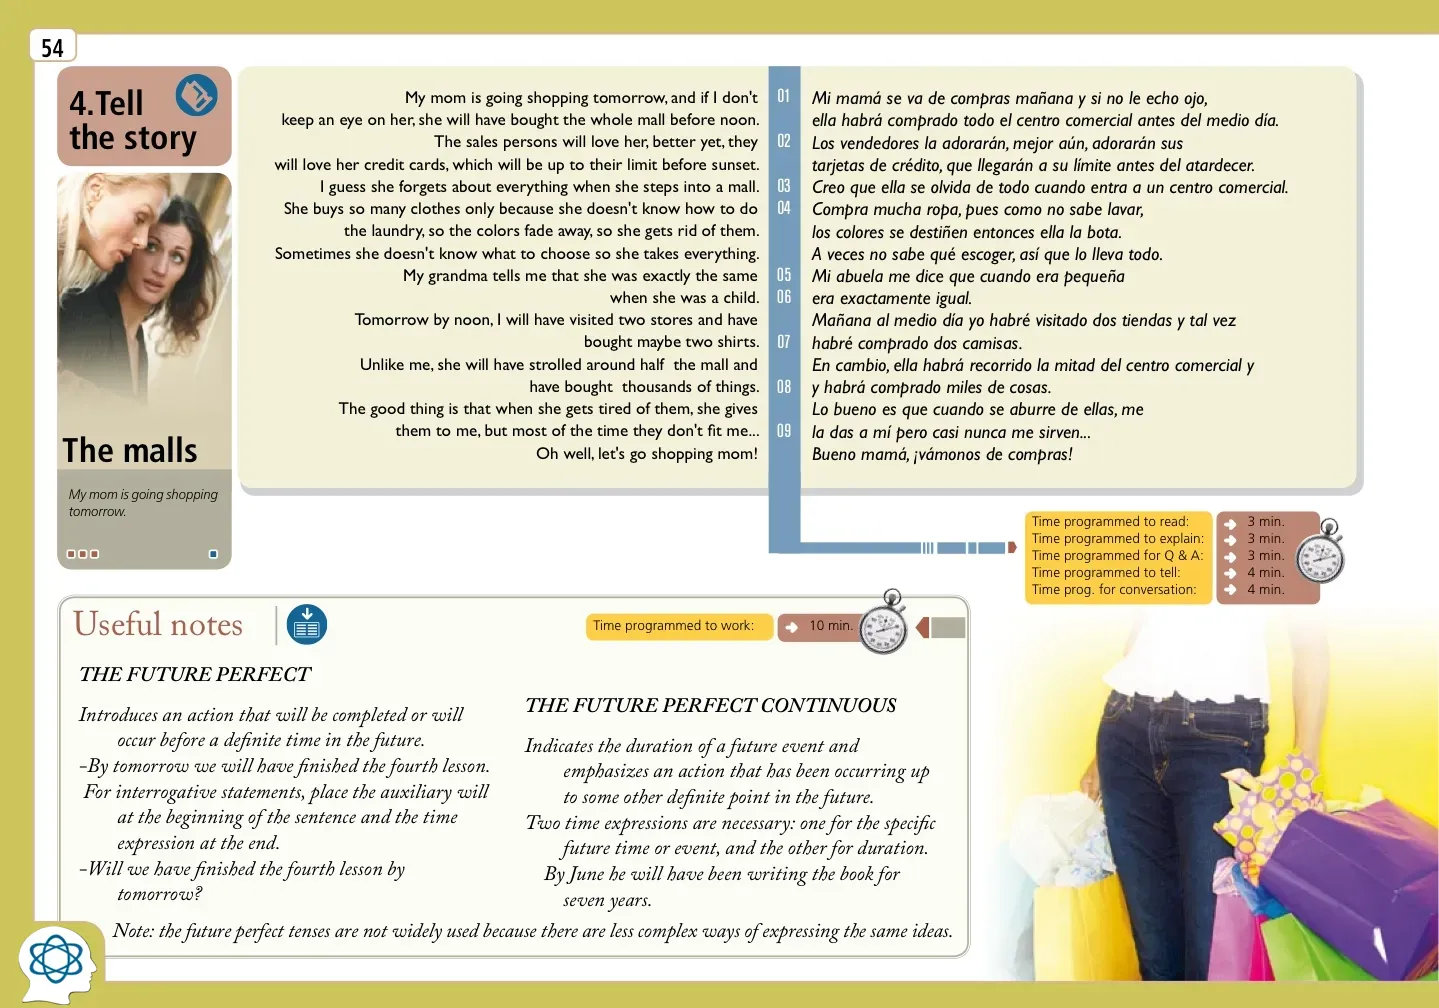 54
4.Tell
the story
The malls
My mom is going shopping
tomorrow.
My mom is going shopping tomorrow, and if I don't
keep an eye on her, she will have bought the whole mall before noon.
The sales persons will love her, better yet, they
will love her credit cards, which will be up to their limit before sunset.
I guess she forgets about everything when she steps into a mall.
She buys so many clothes only because she doesn't know how to do
the laundry, so the colors fade away, so she gets rid of them.
Sometimes she doesn't know what to choose so she takes everything.
My grandma tells me that she was exactly the same
when she was a child.
Tomorrow by noon, I will have visited two stores and have
bought maybe two shirts.
Unlike me, she will have strolled around half the mall and
have bought thousands of things.
The good thing is that when she gets tired of them, she gives
them to me, but most of the time they don't fit me...
Oh well, let's go shopping mom!
01
02
03
04
05
06
07
08
09
Mi mamá se va de compras mañana y si no le echo ojo,
ella habrá comprado todo el centro comercial antes del medio día.
Los vendedores la adorarán, mejor aún, adorarán sus
tarjetas de crédito, que llegarán a su límite antes del atardecer.
Creo que ella se olvida de todo cuando entra a un centro comercial.
Compra mucha ropa, pues como no sabe lavar,
los colores se destiñen entonces ella la bota.
A veces no sabe qué escoger, así que lo lleva todo.
Mi abuela me dice que cuando era pequeña
era exactamente igual.
Mañana al medio día yo habré visitado dos tiendas y tal vez
habré comprado dos camisas.
En cambio, ella habrá recorrido la mitad del centro comercial y
y habrá comprado miles de cosas.
Lo bueno es que cuando se aburre de ellas, me
la das a mí pero casi nunca me sirven...
Bueno mamá, ¡vámonos de compras!
Time programmed to read: 3 min.
Time programmed to explain: 3 min.
Time programmed for Q & A: 3 min.
Time programmed to tell: 4 min.
Time prog. for conversation: 4 min.
Useful notes
Time programmed to work: 10 min.
THE FUTURE PERFECT
Introduces an action that will be completed or will
occur before a definite time in the future.
-By tomorrow we will have finished the fourth lesson.
For interrogative statements, place the auxiliary will
at the beginning of the sentence and the time
expression at the end.
-Will we have finished the fourth lesson by
tomorrow?
THE FUTURE PERFECT CONTINUOUS
Indicates the duration of a future event and
emphasizes an action that has been occurring up
to some other definite point in the future.
Two time expressions are necessary: one for the specific
future time or event, and the other for duration.
By June he will have been writing the book for
seven years.
Note: the future perfect tenses are not widely used because there are less complex ways of expressing the same ideas.